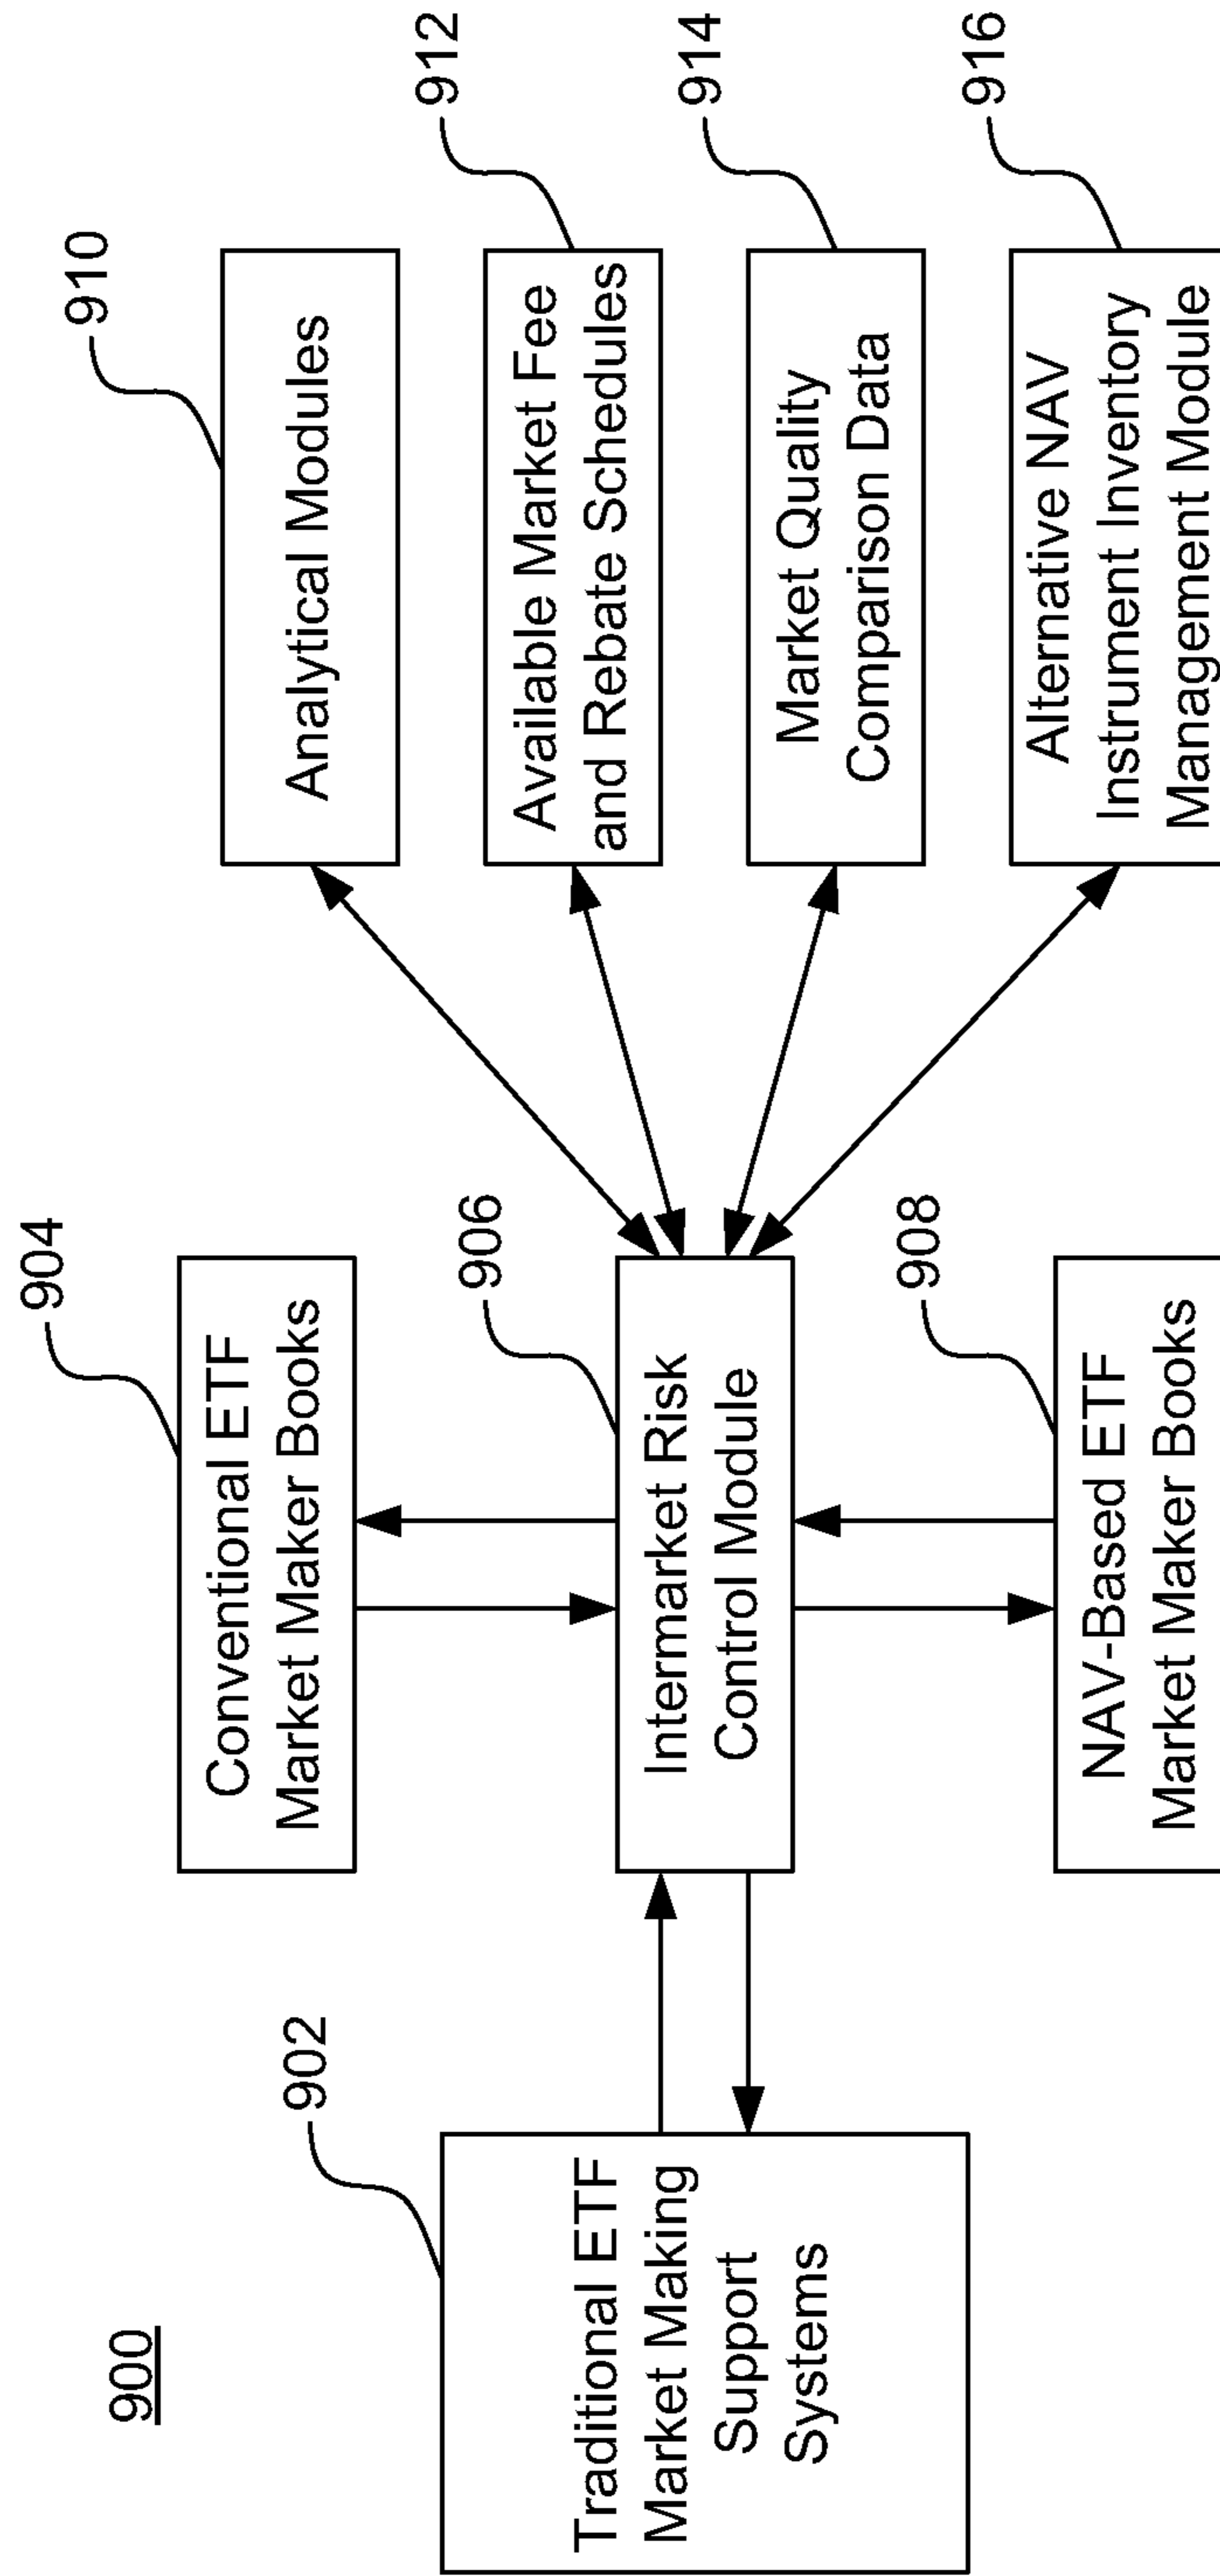 900
902
Traditional ETF
Market Making
Support
Systems
904
Conventional ETF
Market Maker Books
906
Intermarket Risk
Control Module
908
NAV-Based ETF
Market Maker Books
910
Analytical Modules
912
Available Market Fee
and Rebate Schedules
914
Market Quality
Comparison Data
916
Alternative NAV
Instrument Inventory
Management Module